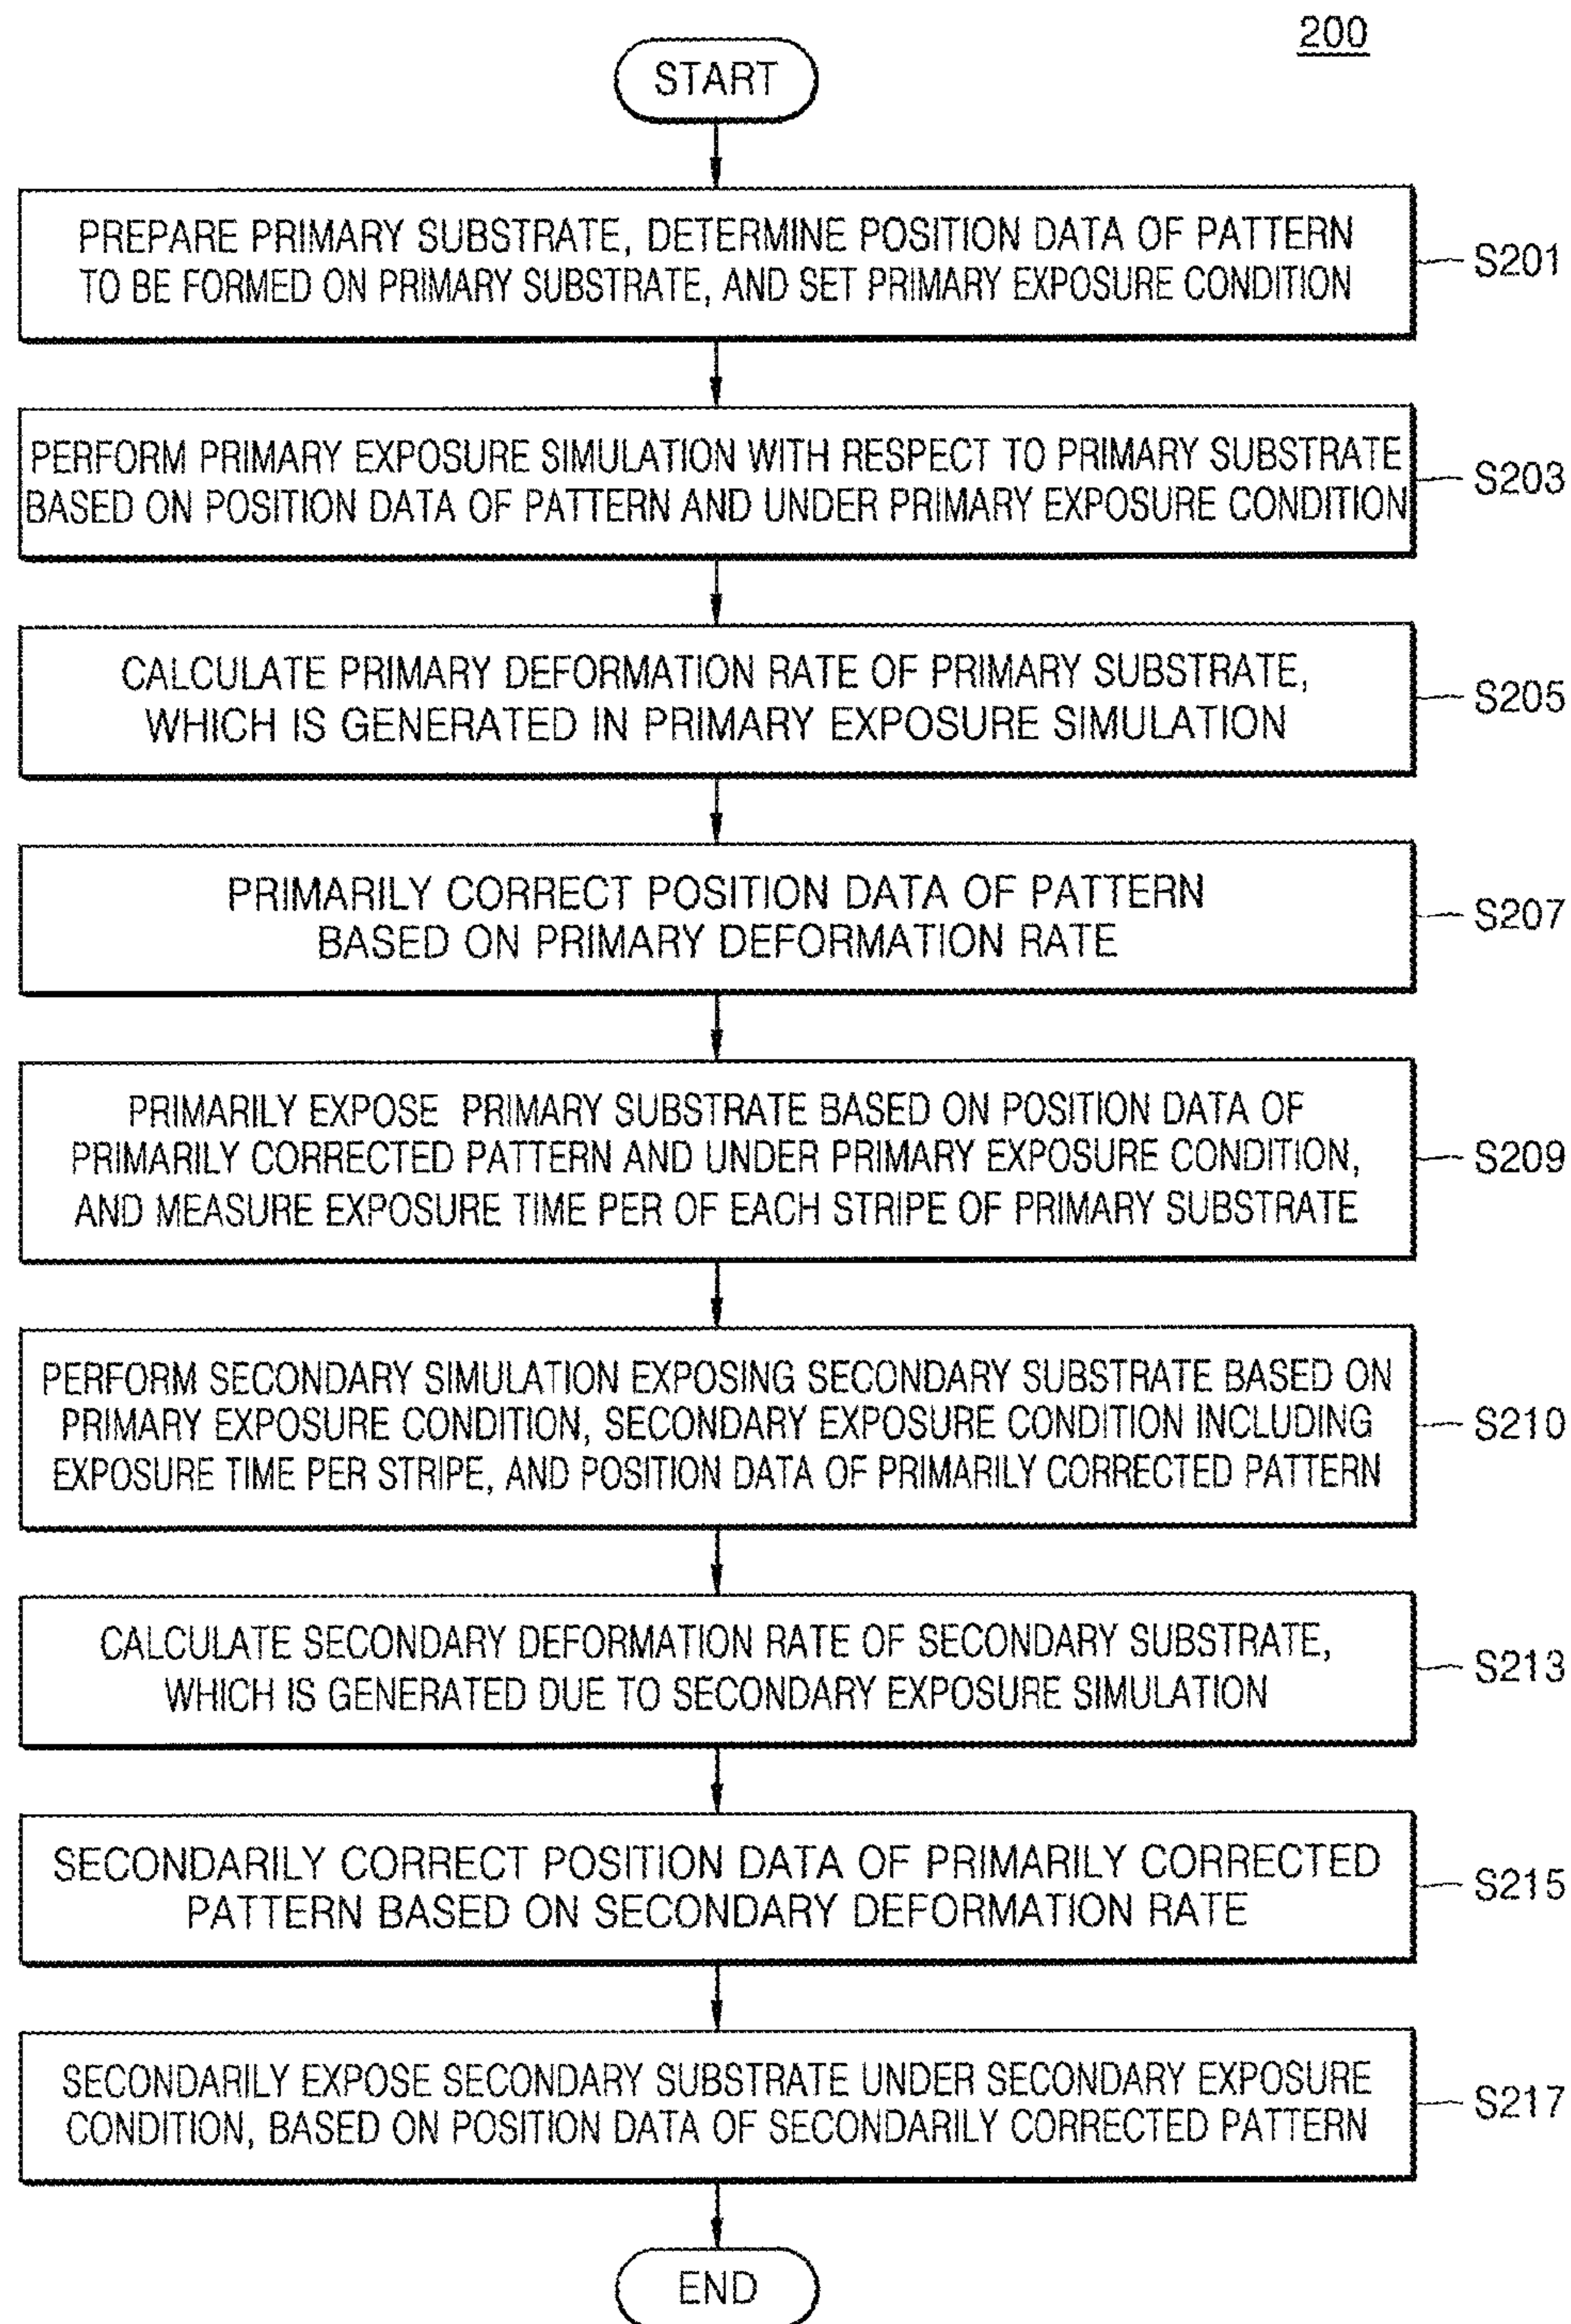 200
START
PREPARE PRIMARY SUBSTRATE, DETERMINE POSITION DATA OF PATTERN
TO BE FORMED ON PRIMARY SUBSTRATE, AND SET PRIMARY EXPOSURE CONDITION
S201
PERFORM PRIMARY EXPOSURE SIMULATION WITH RESPECT TO PRIMARY SUBSTRATE
BASED ON POSITION DATA OF PATTERN AND UNDER PRIMARY EXPOSURE CONDITION
S203
CALCULATE PRIMARY DEFORMATION RATE OF PRIMARY SUBSTRATE,
WHICH IS GENERATED IN PRIMARY EXPOSURE SIMULATION
S205
PRIMARILY CORRECT POSITION DATA OF PATTERN
BASED ON PRIMARY DEFORMATION RATE
S207
PRIMARILY EXPOSE PRIMARY SUBSTRATE BASED ON POSITION DATA OF
PRIMARILY CORRECTED PATTERN AND UNDER PRIMARY EXPOSURE CONDITION,
AND MEASURE EXPOSURE TIME PER OF EACH STRIPE OF PRIMARY SUBSTRATE
S209
PERFORM SECONDARY SIMULATION EXPOSING SECONDARY SUBSTRATE BASED ON
PRIMARY EXPOSURE CONDITION, SECONDARY EXPOSURE CONDITION INCLUDING
EXPOSURE TIME PER STRIPE, AND POSITION DATA OF PRIMARILY CORRECTED PATTERN
S210
CALCULATE SECONDARY DEFORMATION RATE OF SECONDARY SUBSTRATE,
WHICH IS GENERATED DUE TO SECONDARY EXPOSURE SIMULATION
S213
SECONDARILY CORRECT POSITION DATA OF PRIMARILY CORRECTED
PATTERN BASED ON SECONDARY DEFORMATION RATE
S215
SECONDARILY EXPOSE SECONDARY SUBSTRATE UNDER SECONDARY EXPOSURE
CONDITION, BASED ON POSITION DATA OF SECONDARILY CORRECTED PATTERN
S217
END